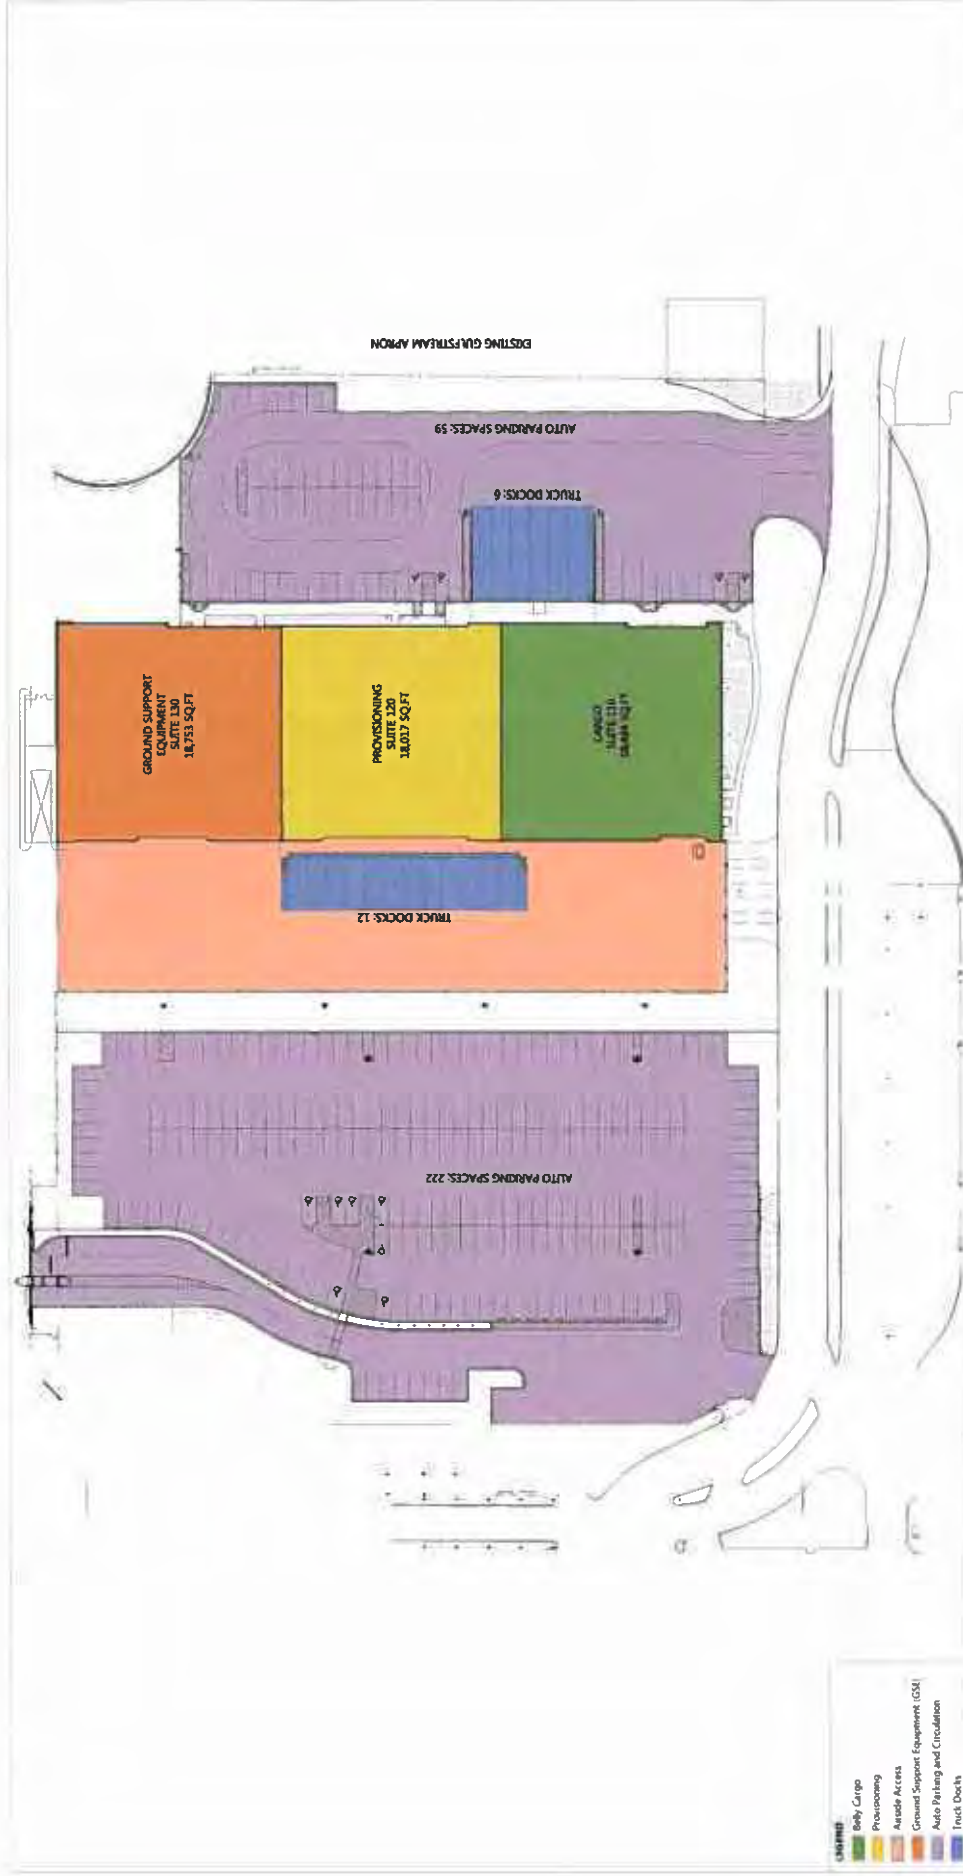 EXISTING GULFSTREAM APRON
AUTO PARKING SPACES: 59
TRUCK DOCKS: 6
GROUND SUPPORT
EQUIPMENT
SUITE 130
18,753 SQ.FT
PROVISIONING
SUITE 120
18,017 SQ.FT
CARGO
SUITE 110
TRUCK DOCKS: 12
AUTO PARKING SPACES: 222
LEGEND
Belly Cargo
Provisioning
Airside Access
Ground Support Equipment (GSE)
Auto Parking and Circulation
Truck Docks